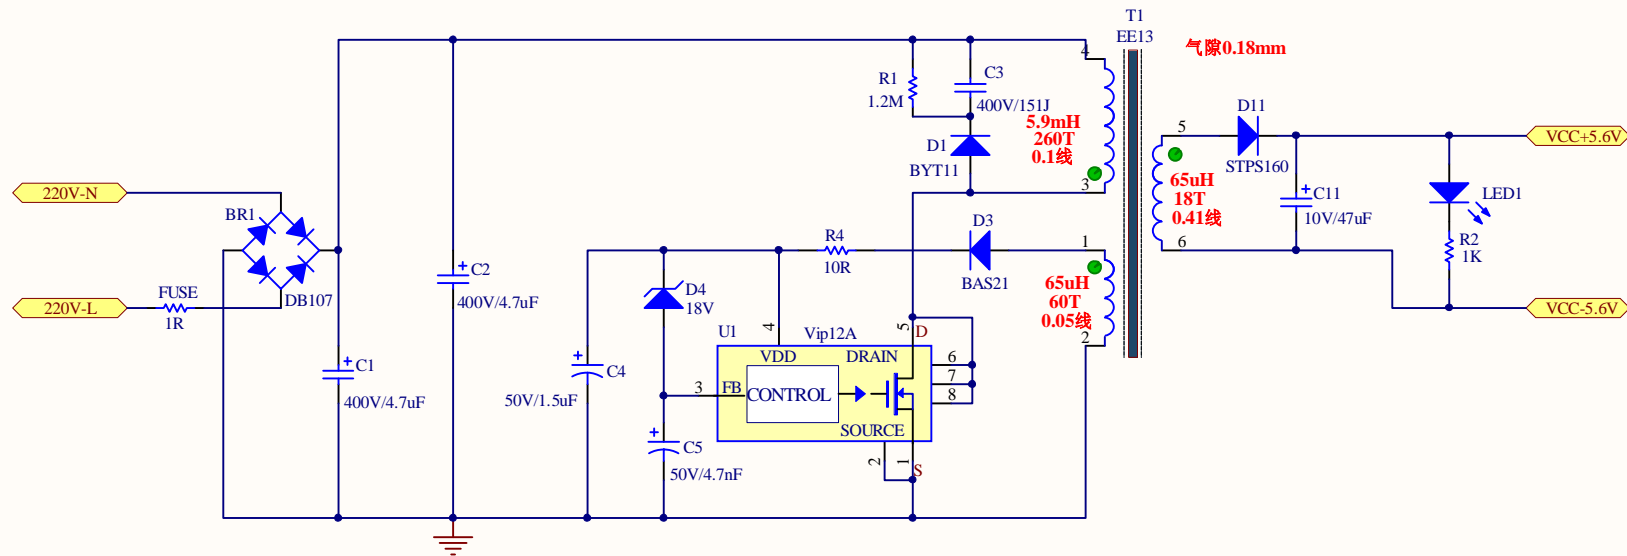 T1
EE13
气隙0.18mm
4
R1
1.2M
C3
400V/151J
5.9mH
260T
0.1线
D1
BYT11
3
D11
STPS160
5
65uH
18T
0.41线
6
C11
10V/47uF
LED1
R2
1K
VCC+5.6V
VCC-5.6V
220V-N
220V-L
BR1
DB107
FUSE
1R
C2
400V/4.7uF
C1
400V/4.7uF
R4
10R
D3
BAS21
1
65uH
60T
0.05线
2
D4
18V
U1
Vip12A
4
5
D
VDD
DRAIN
6
7
8
3
FB
CONTROL
SOURCE
2
1
S
C4
50V/1.5uF
C5
50V/4.7nF